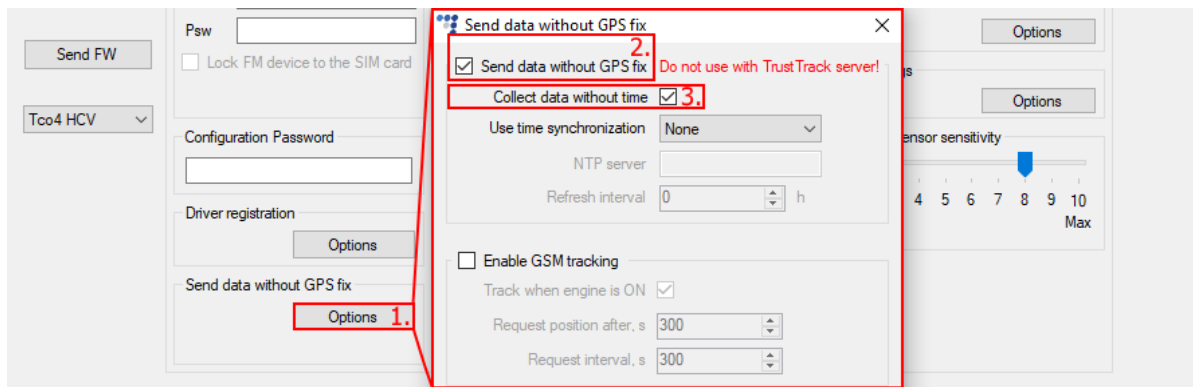 Send FW
Tco4 HCV
Psw
Lock FM device to the SIM card
Configuration Password
Driver registration
Options
Send data without GPS fix
Options 1.
Send data without GPS fix
2.
Send data without GPS fix Do not use with TrustTrack server!
Collect data without time 3.
Use time synchronization None
NTP server
Refresh interval 0 h
Enable GSM tracking
Track when engine is ON
Request position after, s 300
Request interval, s 300
Options
Options
sensitivity
4 5 6 7 8 9 10
Max